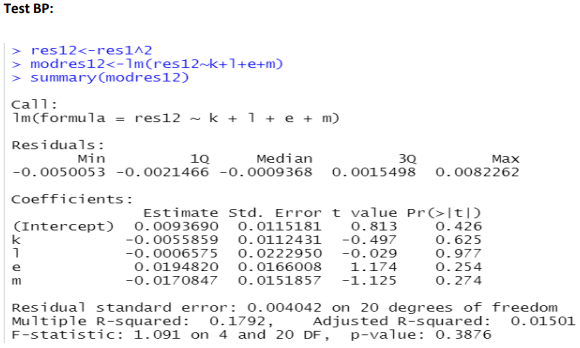 Test BP:
> res12<-res1^2
> modres12<-lm(res12~k+l+e+m)
> summary(modres12)
Call:
lm(formula = res12 ~ k + l + e + m)
Residuals:
Min 1Q Median 3Q Max
-0.0050053 -0.0021466 -0.0009368 0.0015498 0.0082262
Coefficients:
Estimate Std. Error t value Pr(>|t|)
(Intercept) 0.0093690 0.0115181 0.813 0.426
k -0.0055859 0.0112431 -0.497 0.625
l -0.0006575 0.0222950 -0.029 0.977
e 0.0194820 0.0166008 1.174 0.254
m -0.0170847 0.0151857 -1.125 0.274
Residual standard error: 0.004042 on 20 degrees of freedom
Multiple R-squared: 0.1792, Adjusted R-squared: 0.01501
F-statistic: 1.091 on 4 and 20 DF, p-value: 0.3876